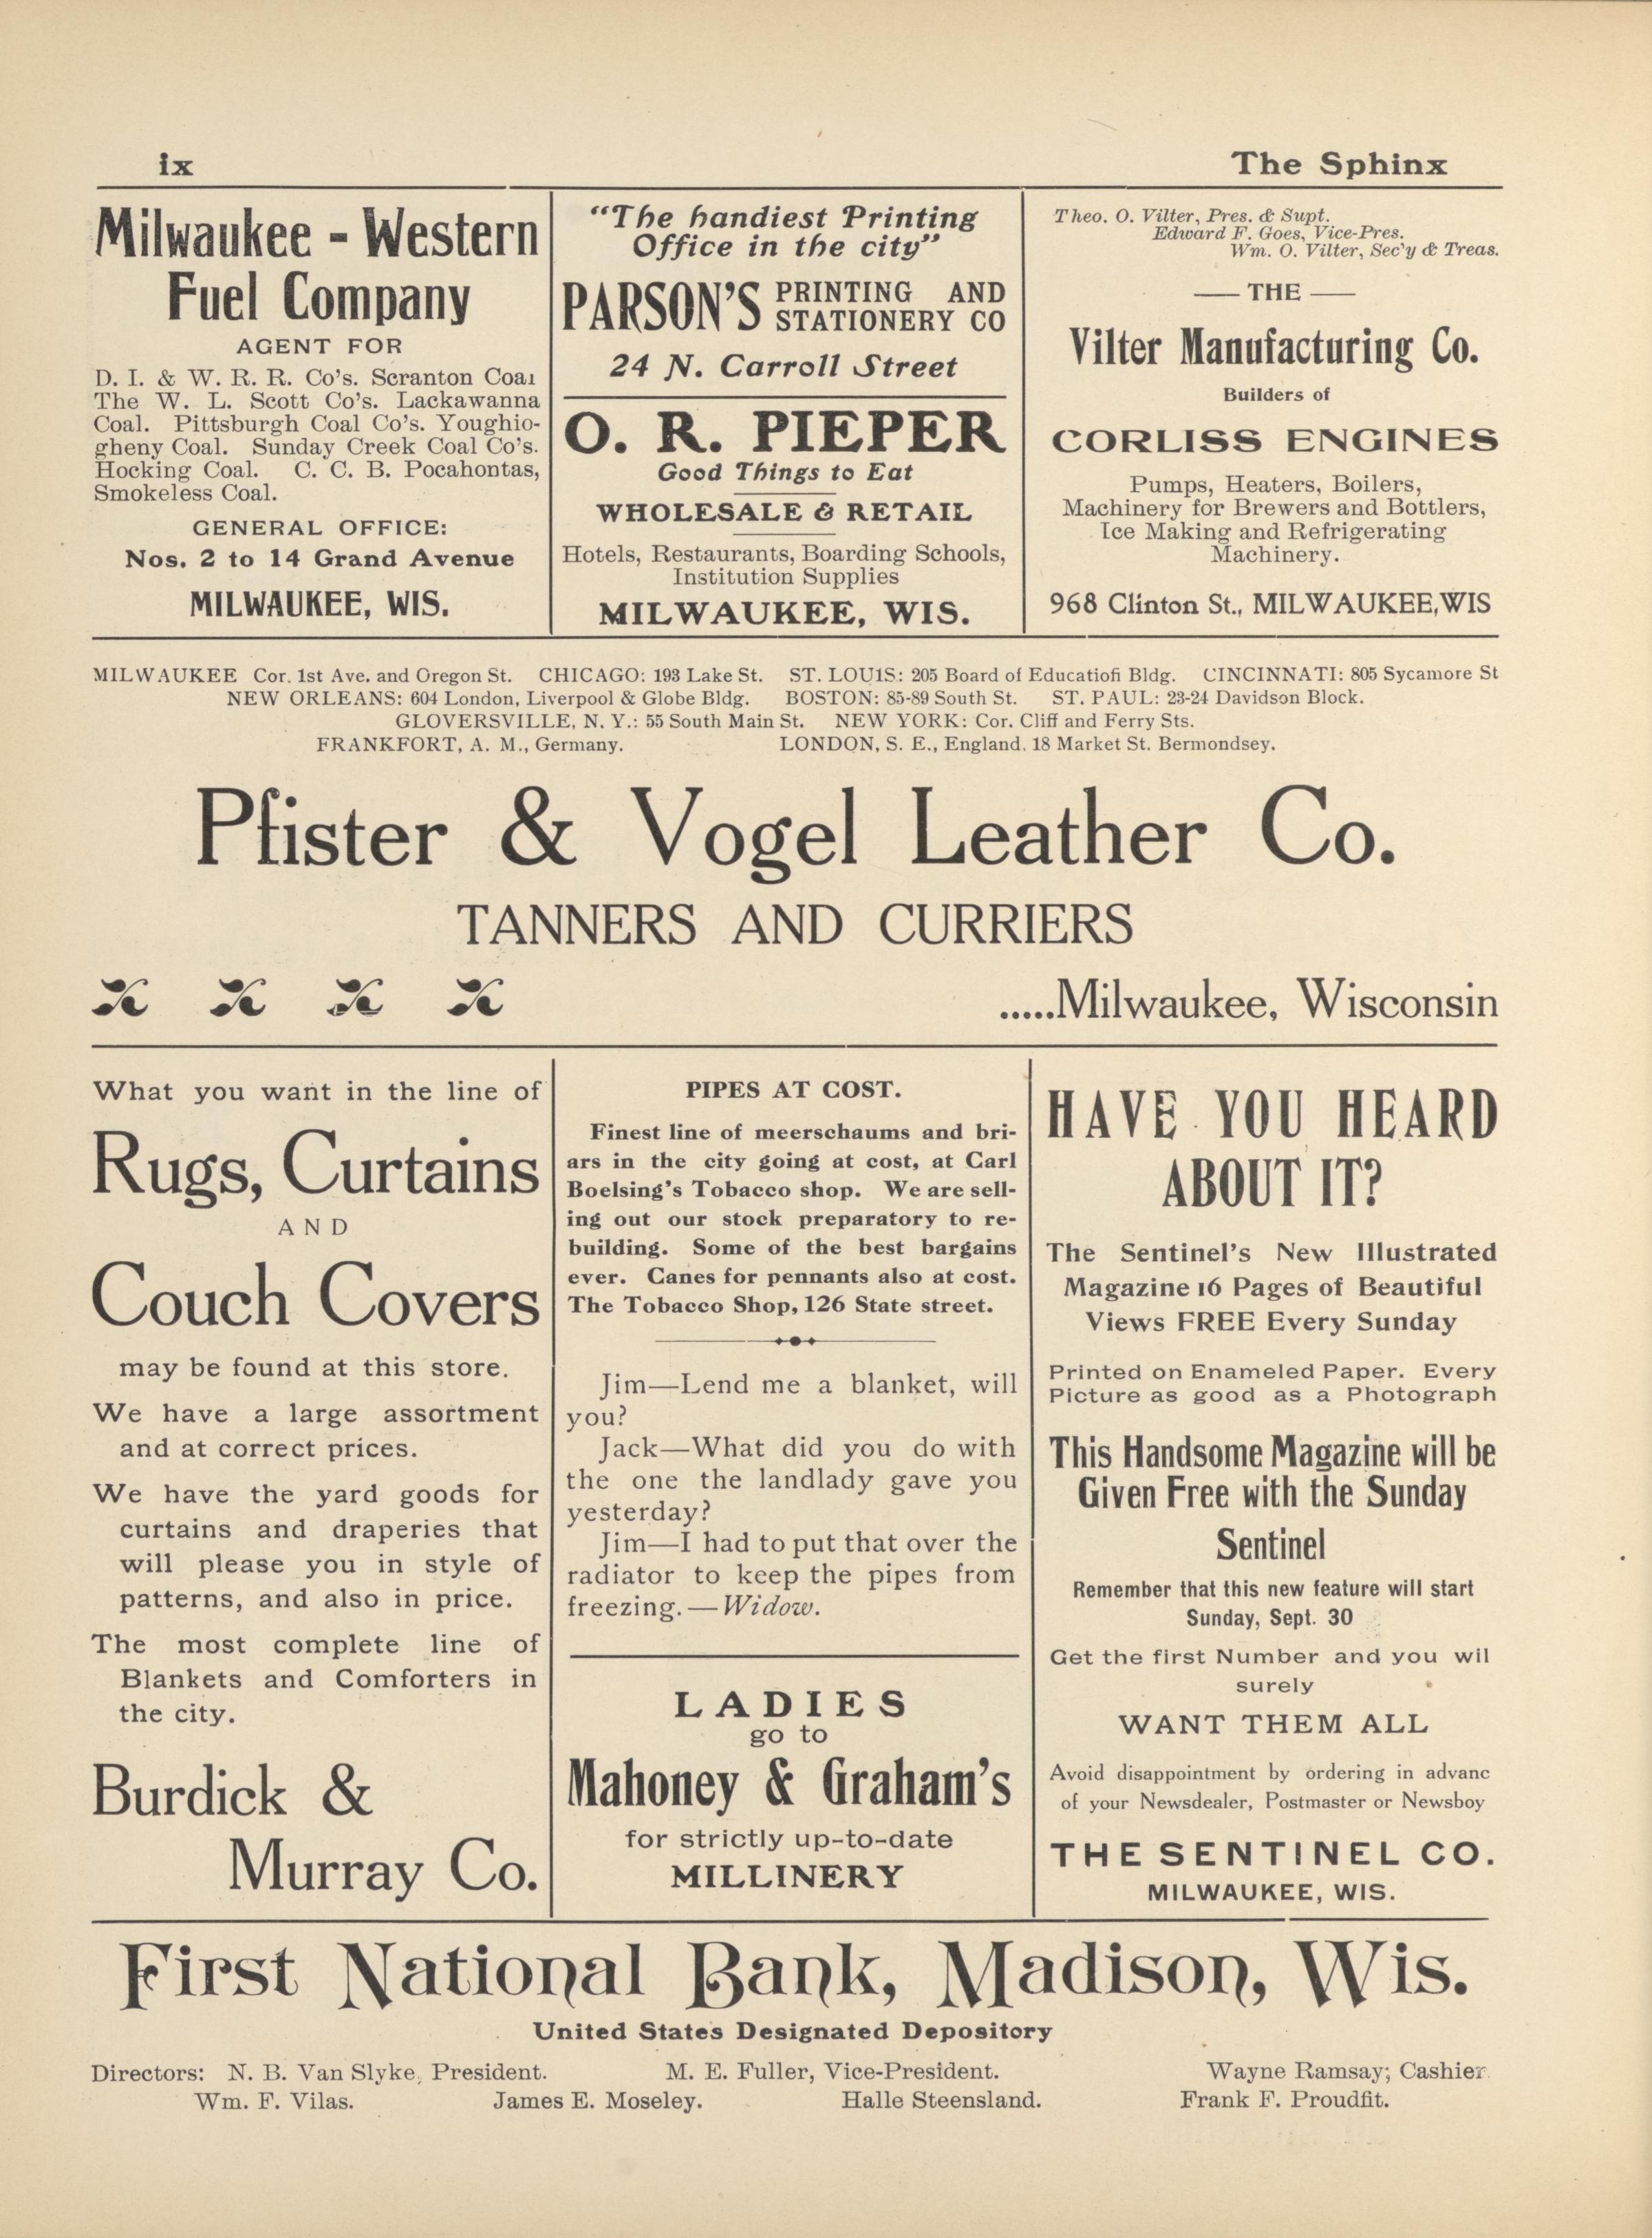 ix
The Sphinx
Milwaukee - Western
Fuel Company
AGENT FOR
D. I. & W. R. R. Co's. Scranton Coal
The W. L. Scott Co's. Lackawanna
Coal. Pittsburgh Coal Co's. Youghio-
gheny Coal. Sunday Creek Coal Co's.
Hocking Coal. C. C. B. Pocahontas,
Smokeless Coal.
GENERAL OFFICE:
Nos. 2 to 14 Grand Avenue
MILWAUKEE, WIS.
"The handiest Printing
Office in the city"
PARSON'S PRINTING AND
STATIONERY CO
24 N. Carroll Street
O. R. PIEPER
Good Things to Eat
WHOLESALE & RETAIL
Hotels, Restaurants, Boarding Schools,
Institution Supplies
MILWAUKEE, WIS.
Theo. O. Vilter, Pres. & Supt.
Edward F. Goes, Vice-Pres.
Wm. O. Vilter, Sec'y & Treas.
— THE —
Vilter Manufacturing Co.
Builders of
CORLISS ENGINES
Pumps, Heaters, Boilers,
Machinery for Brewers and Bottlers,
Ice Making and Refrigerating
Machinery.
968 Clinton St., MILWAUKEE,WIS
MILWAUKEE Cor. 1st Ave. and Oregon St. CHICAGO: 193 Lake St. ST. LOU1S: 205 Board of Educatiofi Bldg. CINCINNATI: 805 Sycamore St
NEW ORLEANS: 604 London, Liverpool & Globe Bldg. BOSTON: 85-89 South St. ST. PAUL: 23-24 Davidson Block.
GLOVERSVILLE, N. Y.: 55 South Main St. NEW YORK: Cor. Cliff and Ferry Sts.
FRANKFORT, A. M., Germany. LONDON, S. E., England, 18 Market St. Bermondsey.
Pfister & Vogel Leather Co.
TANNERS AND CURRIERS
.....Milwaukee, Wisconsin
What you want in the line of
Rugs, Curtains
AND
Couch Covers
may be found at this store.
We have a large assortment
and at correct prices.
We have the yard goods for
curtains and draperies that
will please you in style of
patterns, and also in price.
The most complete line of
Blankets and Comforters in
the city.
Burdick &
Murray Co.
PIPES AT COST.
Finest line of meerschaums and bri-
ars in the city going at cost, at Carl
Boelsing's Tobacco shop. We are sell-
ing out our stock preparatory to re-
building. Some of the best bargains
ever. Canes for pennants also at cost.
The Tobacco Shop, 126 State street.
Jim—Lend me a blanket, will
you?
Jack—What did you do with
the one the landlady gave you
yesterday?
Jim—I had to put that over the
radiator to keep the pipes from
freezing.—Widow.
LADIES
go to
Mahoney & Graham's
for strictly up-to-date
MILLINERY
HAVE YOU HEARD
ABOUT IT?
The Sentinel's New Illustrated
Magazine 16 Pages of Beautiful
Views FREE Every Sunday
Printed on Enameled Paper. Every
Picture as good as a Photograph
This Handsome Magazine will be
Given Free with the Sunday
Sentinel
Remember that this new feature will start
Sunday, Sept. 30
Get the first Number and you wil
surely
WANT THEM ALL
Avoid disappointment by ordering in advanc
of your Newsdealer, Postmaster or Newsboy
THE SENTINEL CO.
MILWAUKEE, WIS.
First National Bank, Madison, Wis.
United States Designated Depository
Directors: N. B. Van Slyke, President. M. E. Fuller, Vice-President. Wayne Ramsay; Cashier.
Wm. F. Vilas. James E. Moseley. Halle Steensland. Frank F. Proudfit.